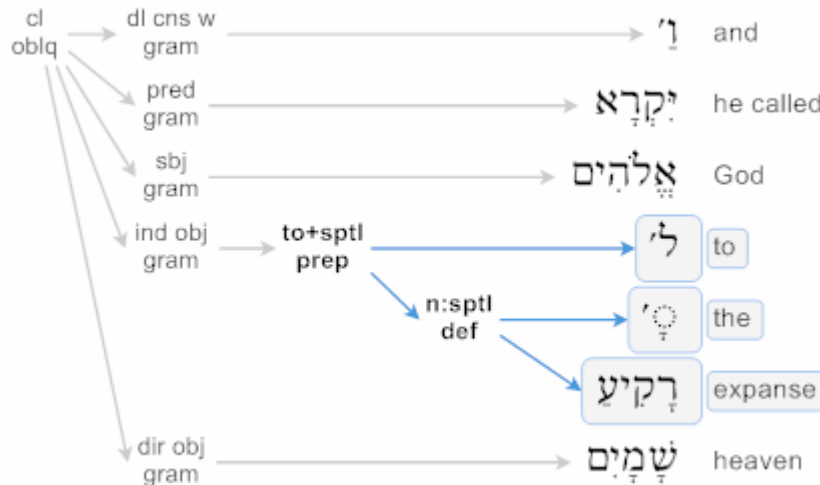 cl
oblq
dl cns w
gram
וַ׳
and
pred
gram
יִּקְרָא
he called
sbj
gram
אֱלֹהִים
God
ind obj
gram
to+sptl
prep
לְ׳
to
n:sptl
def
◌ָ׳
the
רָקִיעַ
expanse
dir obj
gram
שָׁמָיִם
heaven